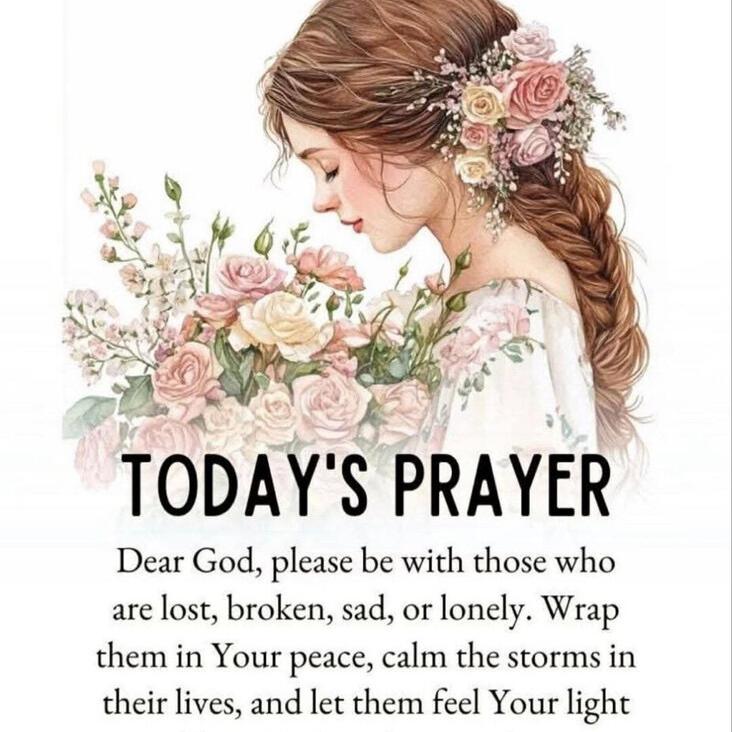 TODAY'S PRAYER
Dear God, please be with those who
are lost, broken, sad, or lonely. Wrap
them in Your peace, calm the storms in
their lives, and let them feel Your light